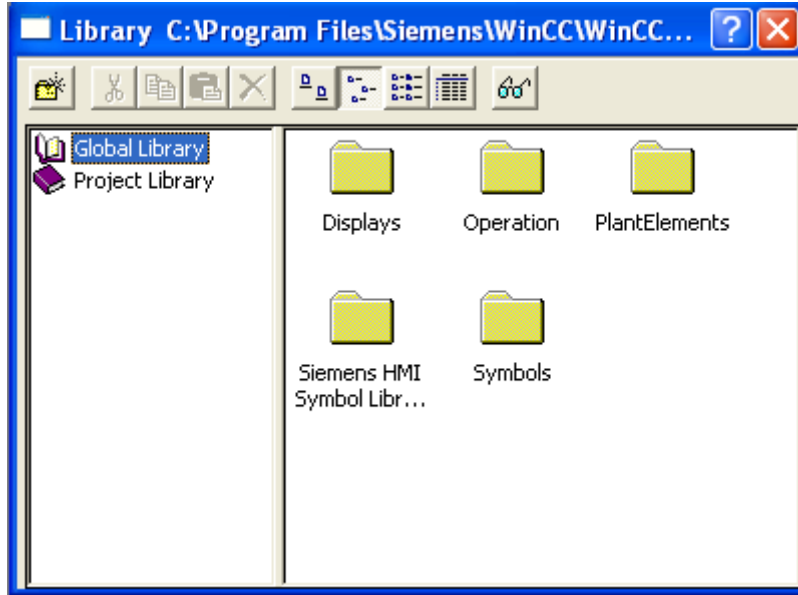 Library C:\Program Files\Siemens\WinCC\WinCC...
Global Library
Project Library
Displays
Operation
PlantElements
Siemens HMI
Symbol Libr...
Symbols